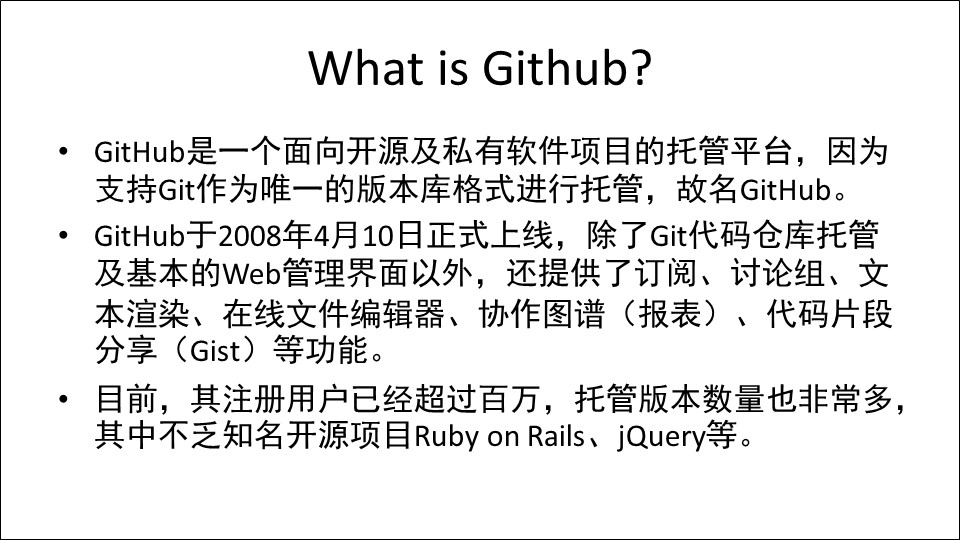 What is Github?
• GitHub是一个面向开源及私有软件项目的托管平台，因为
支持Git作为唯一的版本库格式进行托管，故名GitHub。
• GitHub于2008年4月10日正式上线，除了Git代码仓库托管
及基本的Web管理界面以外，还提供了订阅、讨论组、文
本渲染、在线文件编辑器、协作图谱（报表）、代码片段
分享（Gist）等功能。
• 目前，其注册用户已经超过百万，托管版本数量也非常多，
其中不乏知名开源项目Ruby on Rails、jQuery等。